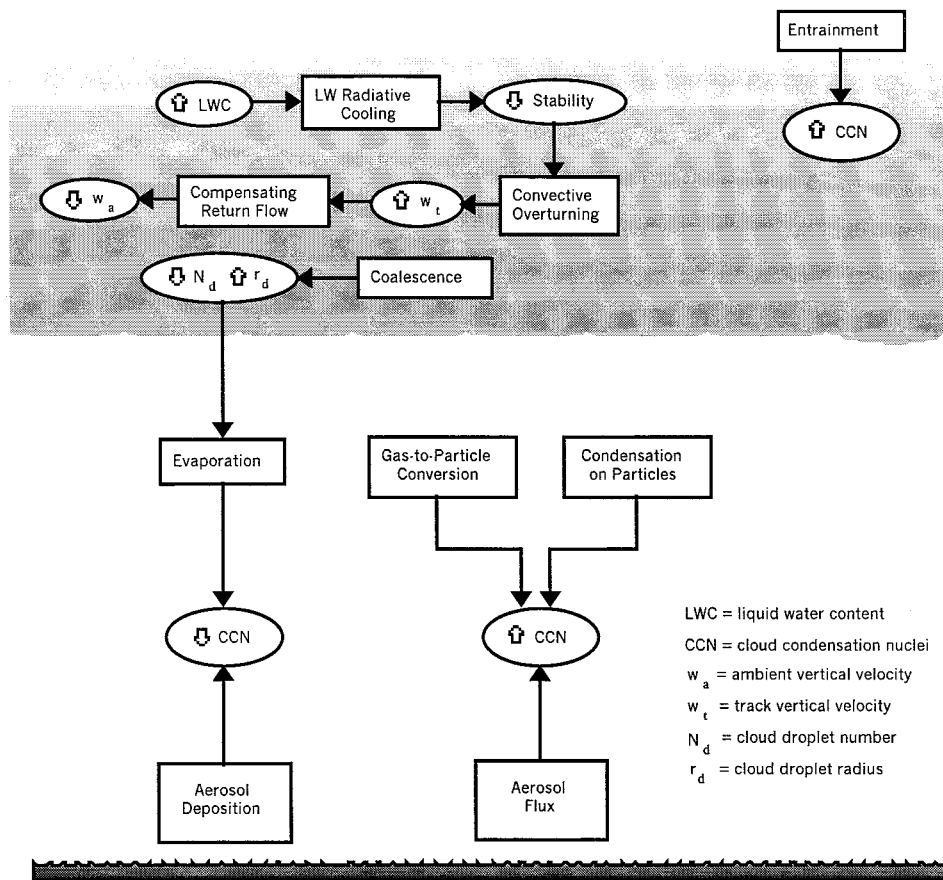 Entrainment
LWC
LW Radiative
Cooling
Stability
CCN
w a
Compensating
Return Flow
w t
Convective
Overturning
N d r d
Coalescence
Evaporation
Gas-to-Particle
Conversion
Condensation
on Particles
CCN
CCN
LWC = liquid water content
CCN = cloud condensation nuclei
w a = ambient vertical velocity
w t = track vertical velocity
N d = cloud droplet number
r d = cloud droplet radius
Aerosol
Deposition
Aerosol
Flux